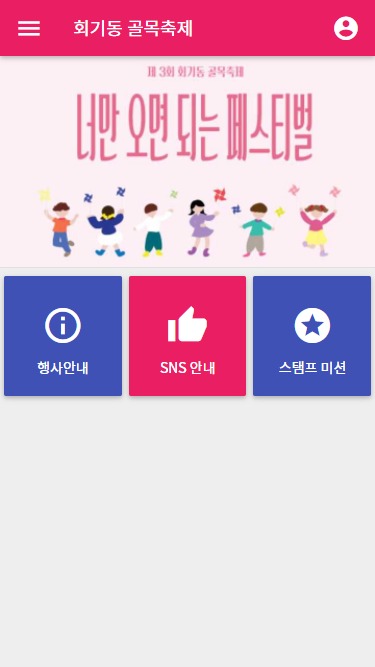 회기동 골목축제
제 3회 회기동 골목축제
너만 오면 되는 페스티벌
행사안내
SNS 안내
스탬프 미션